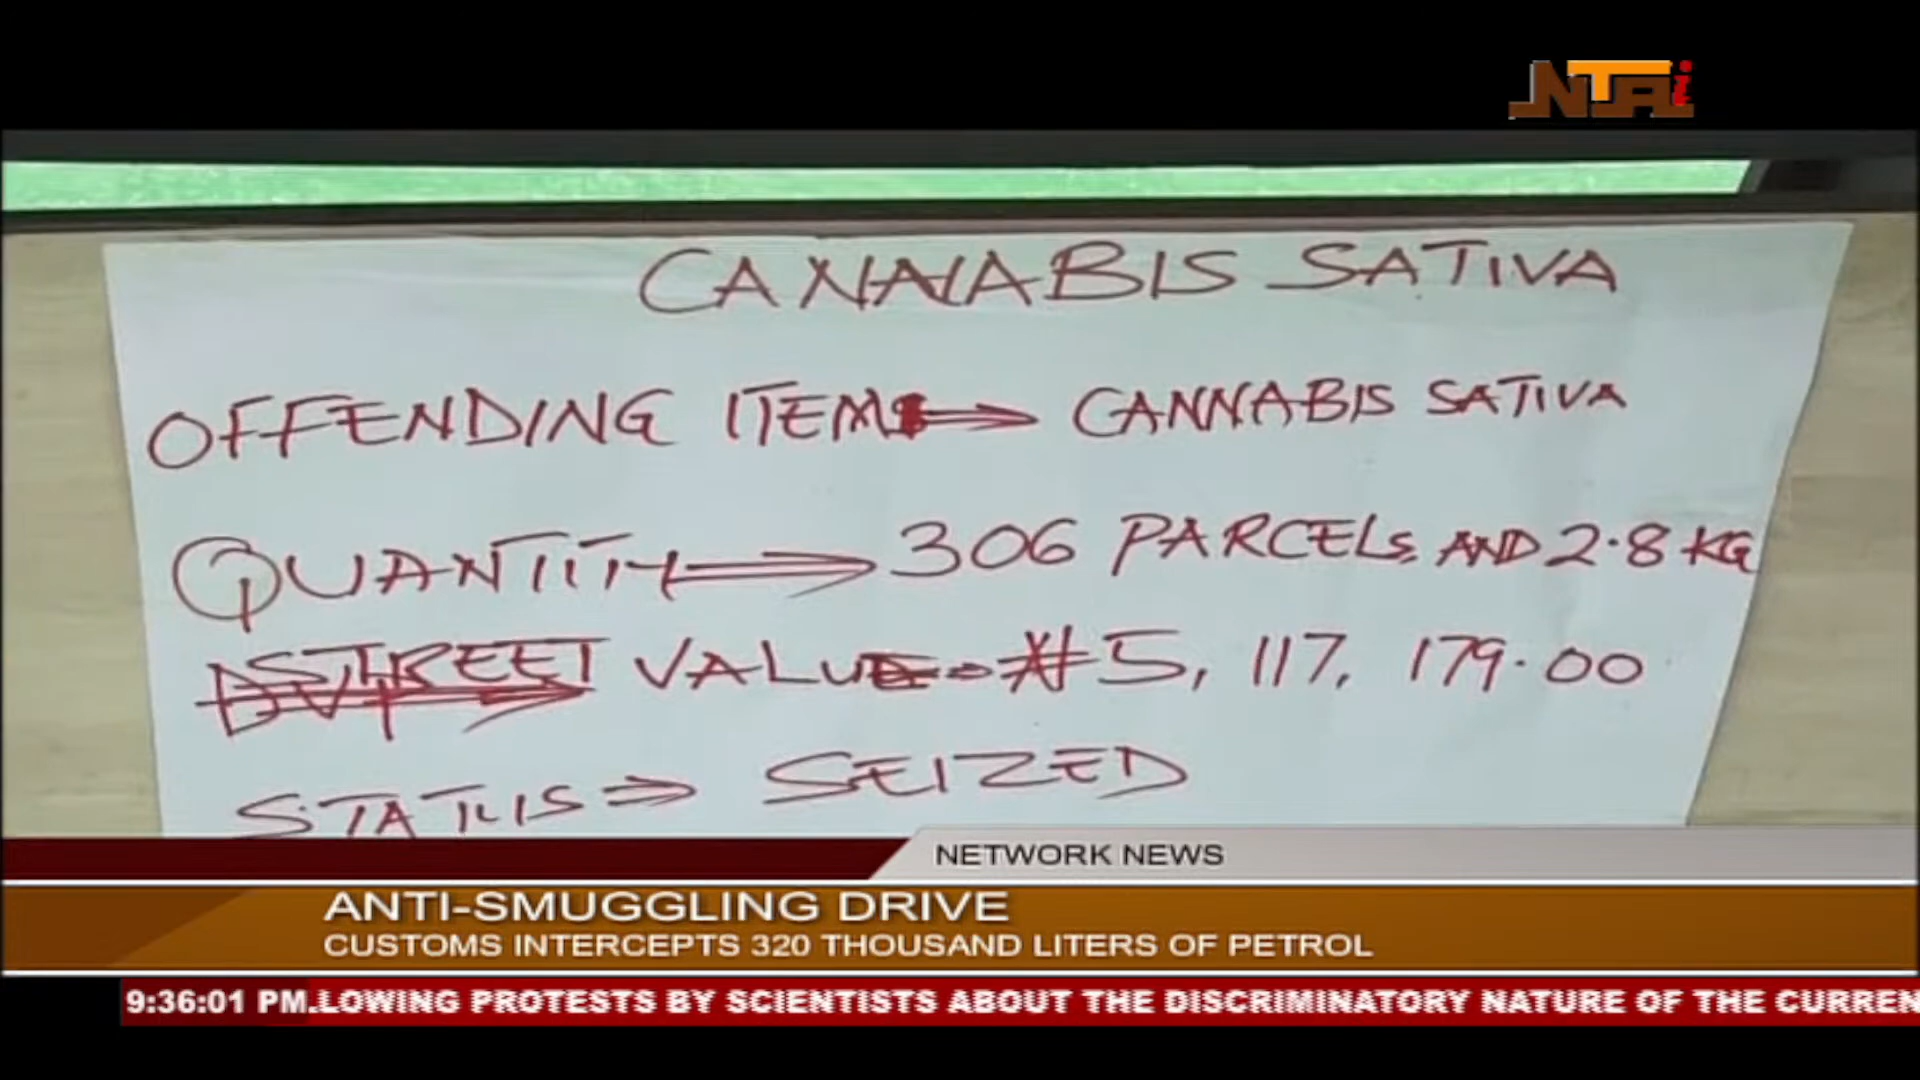 NTAi
CANNABIS SATIVA
OFFENDING ITEM CANNABIS SATIVA
QUANTITY 306 PARCELS AND 2.8 KG
STREET VALUE ₦5, 117, 179.00
STATUS SEIZED
NETWORK NEWS
ANTI-SMUGGLING DRIVE
CUSTOMS INTERCEPTS 320 THOUSAND LITERS OF PETROL
9:36:01 PM .LOWING PROTESTS BY SCIENTISTS ABOUT THE DISCRIMINATORY NATURE OF THE CURREN